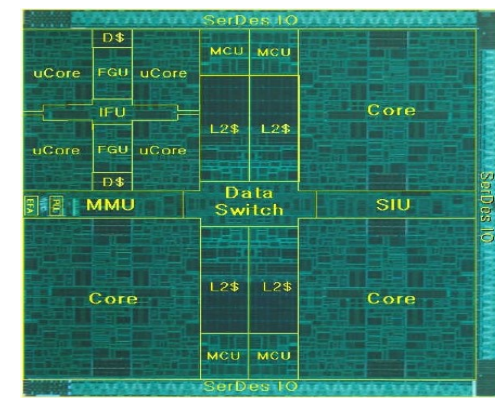 SerDes IO
D$
MCU MCU
uCore FGU uCore
Core
IFU
L2$ L2$
uCore FGU uCore
D$
Data
Switch
EFA
MMU
SIU
SerDes IO
L2$ L2$
Core
Core
MCU MCU
SerDes IO